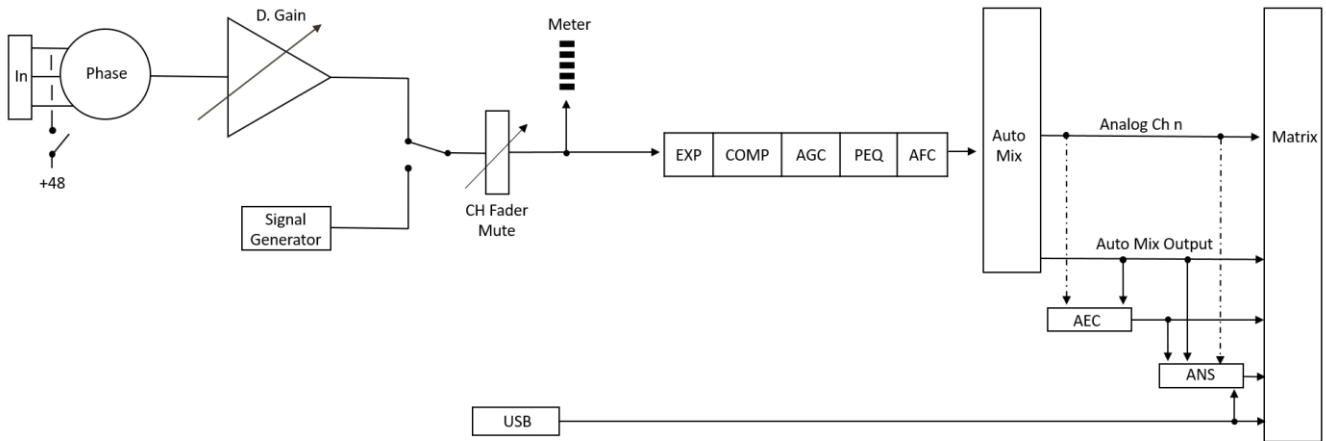 D. Gain
Meter
In
Phase
+48
Signal
Generator
CH Fader
Mute
EXP
COMP
AGC
PEQ
AFC
Auto
Mix
Analog Ch n
Matrix
Auto Mix Output
AEC
ANS
USB